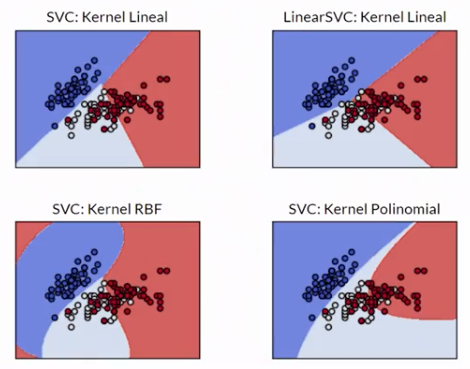 SVC: Kernel Lineal
LinearSVC: Kernel Lineal
SVC: Kernel RBF
SVC: Kernel Polinomial